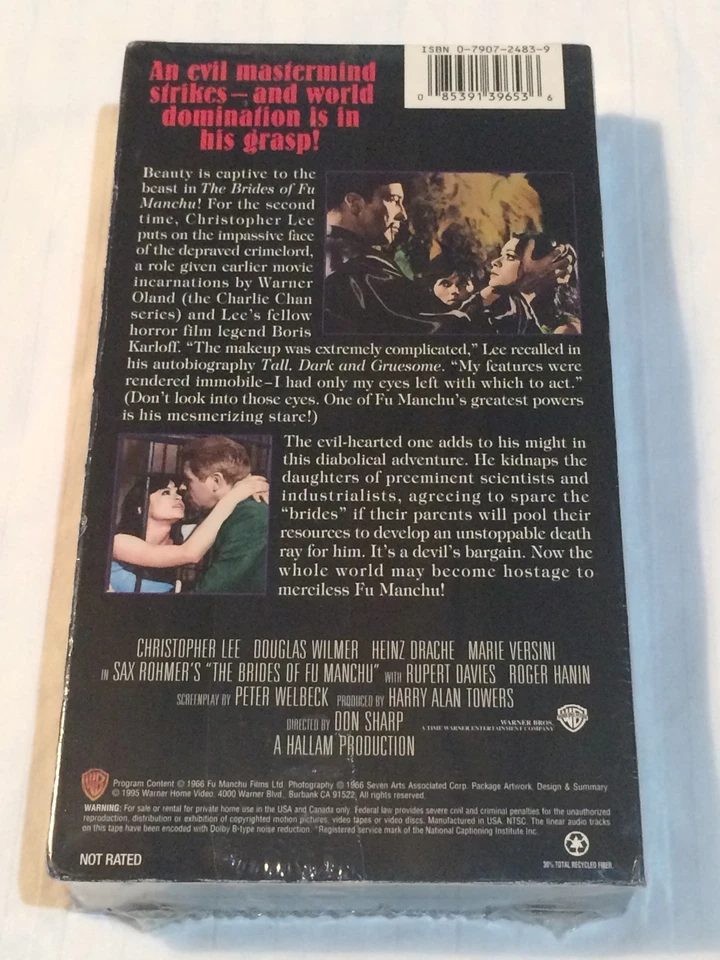 ISBN 0-7907-2483-9
0 85391 39653 6
An evil mastermind
strikes — and world
domination is in
his grasp!
Beauty is captive to the
beast in The Brides of Fu
Manchu! For the second
time, Christopher Lee
puts on the impassive face
of the depraved crimelord,
a role given earlier movie
incarnations by Warner
Oland (the Charlie Chan
series) and Lee's fellow
horror film legend Boris
Karloff. “The makeup was extremely complicated,” Lee recalled in
his autobiography Tall, Dark and Gruesome. “My features were
rendered immobile–I had only my eyes left with which to act.”
(Don't look into those eyes. One of Fu Manchu's greatest powers
is his mesmerizing stare!)
The evil-hearted one adds to his might in
this diabolical adventure. He kidnaps the
daughters of preeminent scientists and
industrialists, agreeing to spare the
“brides” if their parents will pool their
resources to develop an unstoppable death
ray for him. It's a devil's bargain. Now the
whole world may become hostage to
merciless Fu Manchu!
CHRISTOPHER LEE DOUGLAS WILMER HEINZ DRACHE MARIE VERSINI
IN SAX ROHMER'S “THE BRIDES OF FU MANCHU” WITH RUPERT DAVIES ROGER HANIN
SCREENPLAY BY PETER WELBECK PRODUCED BY HARRY ALAN TOWERS
DIRECTED BY DON SHARP
A HALLAM PRODUCTION
WARNER BROS.
A TIME WARNER ENTERTAINMENT COMPANY
Program Content © 1966 Fu Manchu Films Ltd. Photography © 1966 Seven Arts Associated Corp. Package Artwork, Design & Summary
© 1995 Warner Home Video. 4000 Warner Blvd., Burbank CA 91522. All rights reserved.
WARNING: For sale or rental for private home use in the USA and Canada only. Federal law provides severe civil and criminal penalties for the unauthorized
reproduction, distribution or exhibition of copyrighted motion pictures, video tapes or video discs. Manufactured in USA. NTSC. The linear audio tracks
on this tape have been encoded with Dolby B-type noise reduction. *Registered service mark of the National Captioning Institute Inc.
NOT RATED
30% TOTAL RECYCLED FIBER